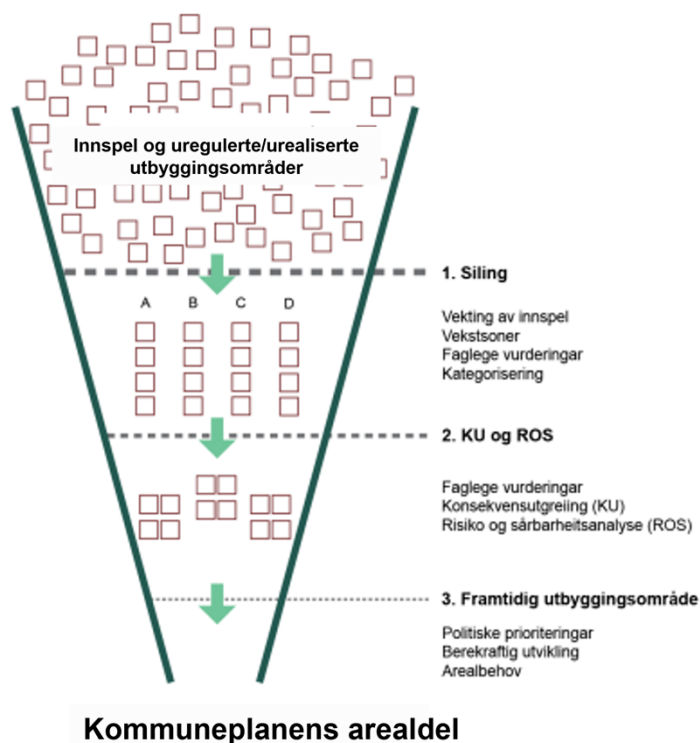 Innspel og uregulerte/urealiserte
utbyggingsområder
1. Siling
A B C D
Vekting av innspel
Vekstsoner
Faglege vurderingar
Kategorisering
2. KU og ROS
Faglege vurderingar
Konsekvensutgreiing (KU)
Risiko og sårbarheitsanalyse (ROS)
3. Framtidig utbyggingsområde
Politiske prioriteringar
Berekraftig utvikling
Arealbehov
Kommuneplanens arealdel